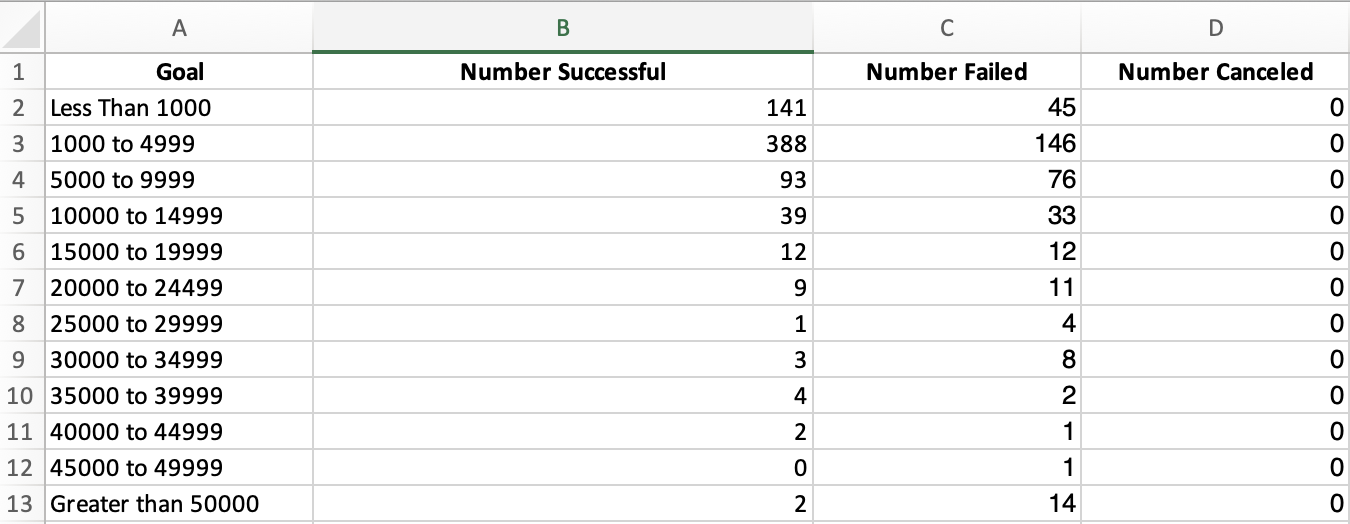 A B C D
1 Goal Number Successful Number Failed Number Canceled
2 Less Than 1000 141 45 0
3 1000 to 4999 388 146 0
4 5000 to 9999 93 76 0
5 10000 to 14999 39 33 0
6 15000 to 19999 12 12 0
7 20000 to 24499 9 11 0
8 25000 to 29999 1 4 0
9 30000 to 34999 3 8 0
10 35000 to 39999 4 2 0
11 40000 to 44999 2 1 0
12 45000 to 49999 0 1 0
13 Greater than 50000 2 14 0